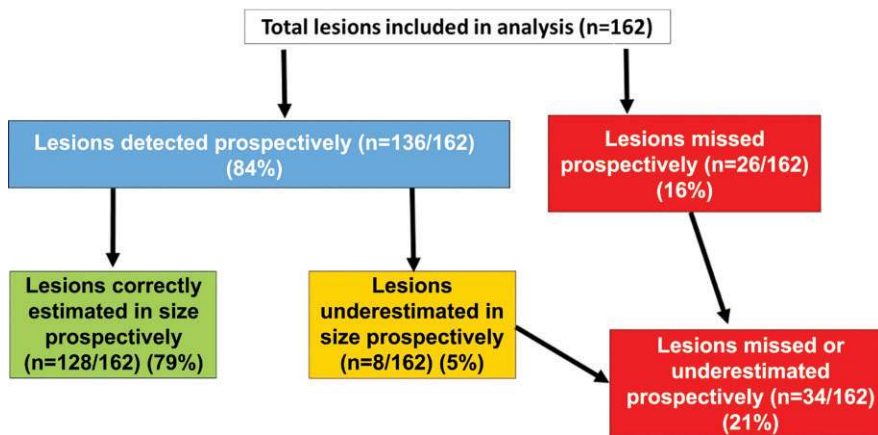 Total lesions included in analysis (n=162)
Lesions detected prospectively (n=136/162)
(84%)
Lesions missed
prospectively (n=26/162)
(16%)
Lesions correctly
estimated in size
prospectively
(n=128/162) (79%)
Lesions
underestimated in
size prospectively
(n=8/162) (5%)
Lesions missed or
underestimated
prospectively (n=34/162)
(21%)